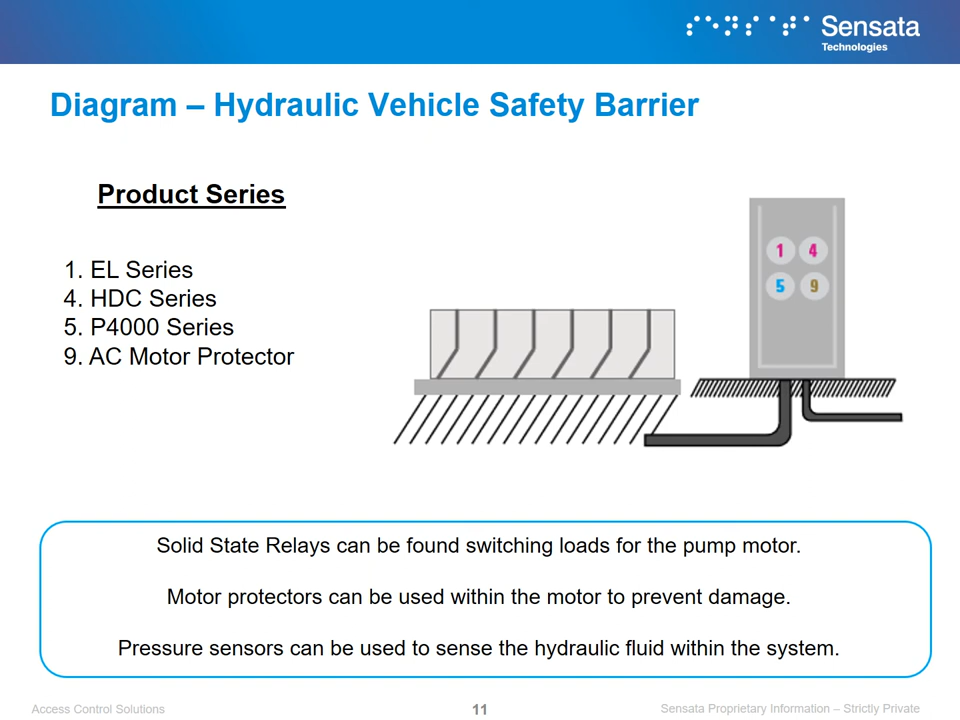 Sensata
Technologies
Diagram – Hydraulic Vehicle Safety Barrier
Product Series
1. EL Series
4. HDC Series
5. P4000 Series
9. AC Motor Protector
1 4
5 9
Solid State Relays can be found switching loads for the pump motor.
Motor protectors can be used within the motor to prevent damage.
Pressure sensors can be used to sense the hydraulic fluid within the system.
Access Control Solutions
11
Sensata Proprietary Information – Strictly Private